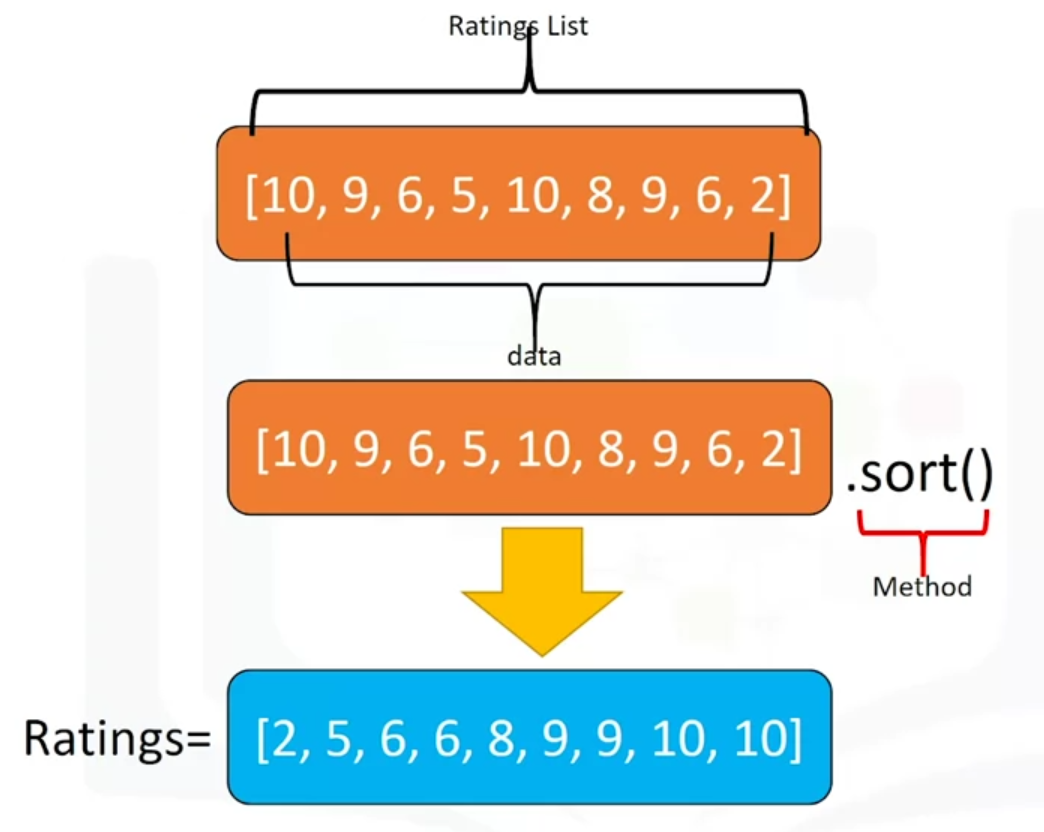 Ratings List
[10, 9, 6, 5, 10, 8, 9, 6, 2]
data
[10, 9, 6, 5, 10, 8, 9, 6, 2]
.sort()
Method
Ratings=
[2, 5, 6, 6, 8, 9, 9, 10, 10]